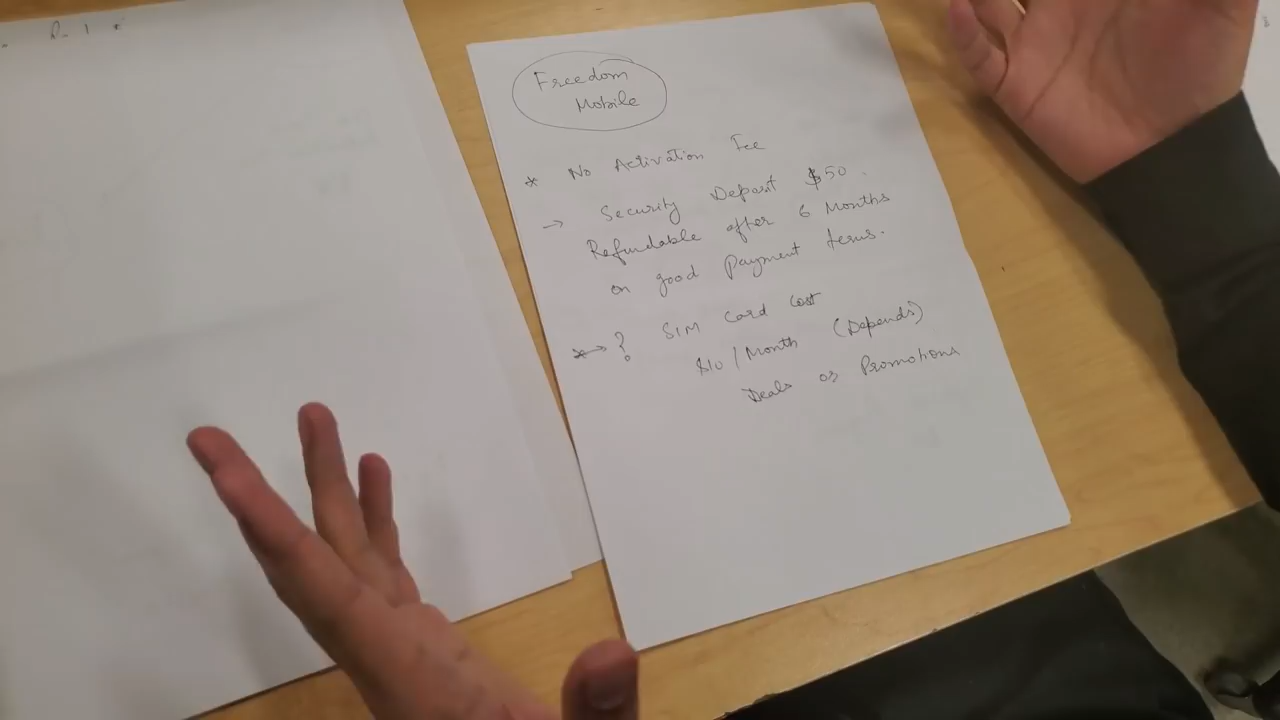 Freedom
Mobile
* No Activation Fee
→ Security Deposit $50.
Refundable after 6 Months
on good Payment terms.
*→ ? SIM card cost
$10/Month (Depends)
Deals or Promotions